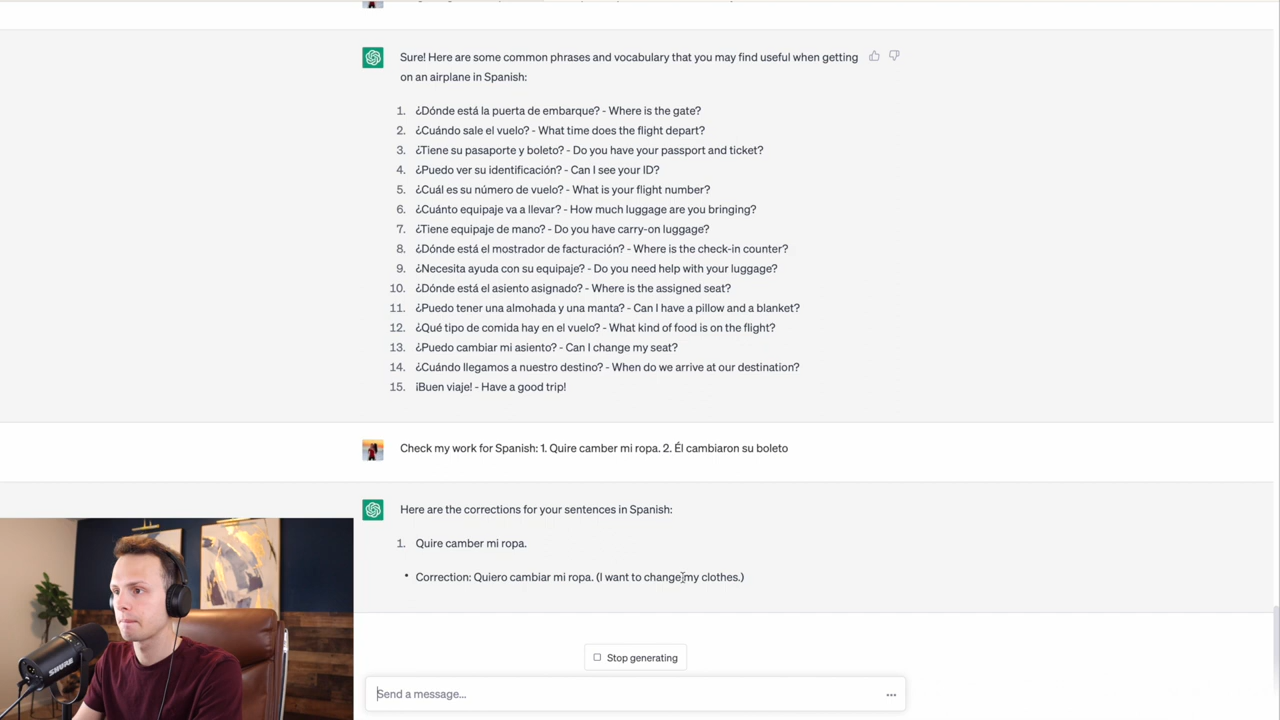 Sure! Here are some common phrases and vocabulary that you may find useful when getting
on an airplane in Spanish:
1. ¿Dónde está la puerta de embarque? - Where is the gate?
2. ¿Cuándo sale el vuelo? - What time does the flight depart?
3. ¿Tiene su pasaporte y boleto? - Do you have your passport and ticket?
4. ¿Puedo ver su identificación? - Can I see your ID?
5. ¿Cuál es su número de vuelo? - What is your flight number?
6. ¿Cuánto equipaje va a llevar? - How much luggage are you bringing?
7. ¿Tiene equipaje de mano? - Do you have carry-on luggage?
8. ¿Dónde está el mostrador de facturación? - Where is the check-in counter?
9. ¿Necesita ayuda con su equipaje? - Do you need help with your luggage?
10. ¿Dónde está el asiento asignado? - Where is the assigned seat?
11. ¿Puedo tener una almohada y una manta? - Can I have a pillow and a blanket?
12. ¿Qué tipo de comida hay en el vuelo? - What kind of food is on the flight?
13. ¿Puedo cambiar mi asiento? - Can I change my seat?
14. ¿Cuándo llegamos a nuestro destino? - When do we arrive at our destination?
15. ¡Buen viaje! - Have a good trip!
Check my work for Spanish: 1. Quire camber mi ropa. 2. Él cambiaron su boleto
Here are the corrections for your sentences in Spanish:
1. Quire camber mi ropa.
• Correction: Quiero cambiar mi ropa. (I want to change my clothes.)
Stop generating
Send a message...
SHURE